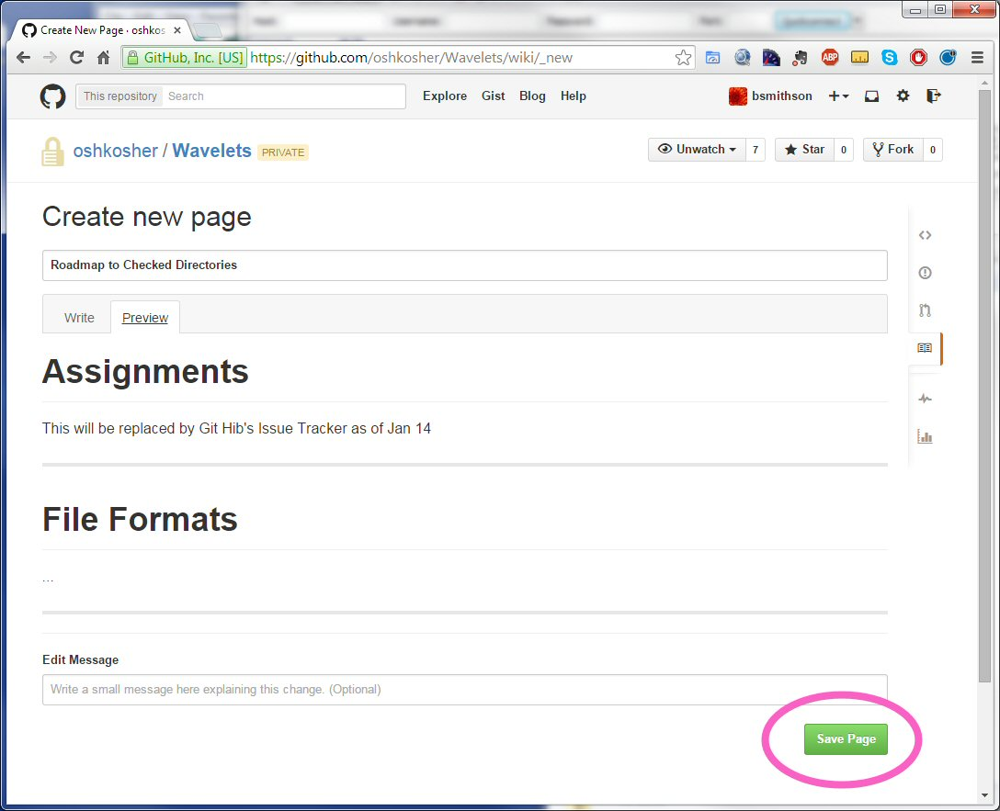 Create New Page · oshkos
GitHub, Inc. [US] https://github.com/oshkosher/Wavelets/wiki/_new
This repository Search Explore Gist Blog Help bsmithson
oshkosher / Wavelets PRIVATE Unwatch 7 Star 0 Fork 0
Create new page
Roadmap to Checked Directories
Write Preview
Assignments
This will be replaced by Git Hib's Issue Tracker as of Jan 14
File Formats
...
Edit Message
Write a small message here explaining this change. (Optional)
Save Page